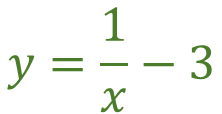 y = 1/x − 3